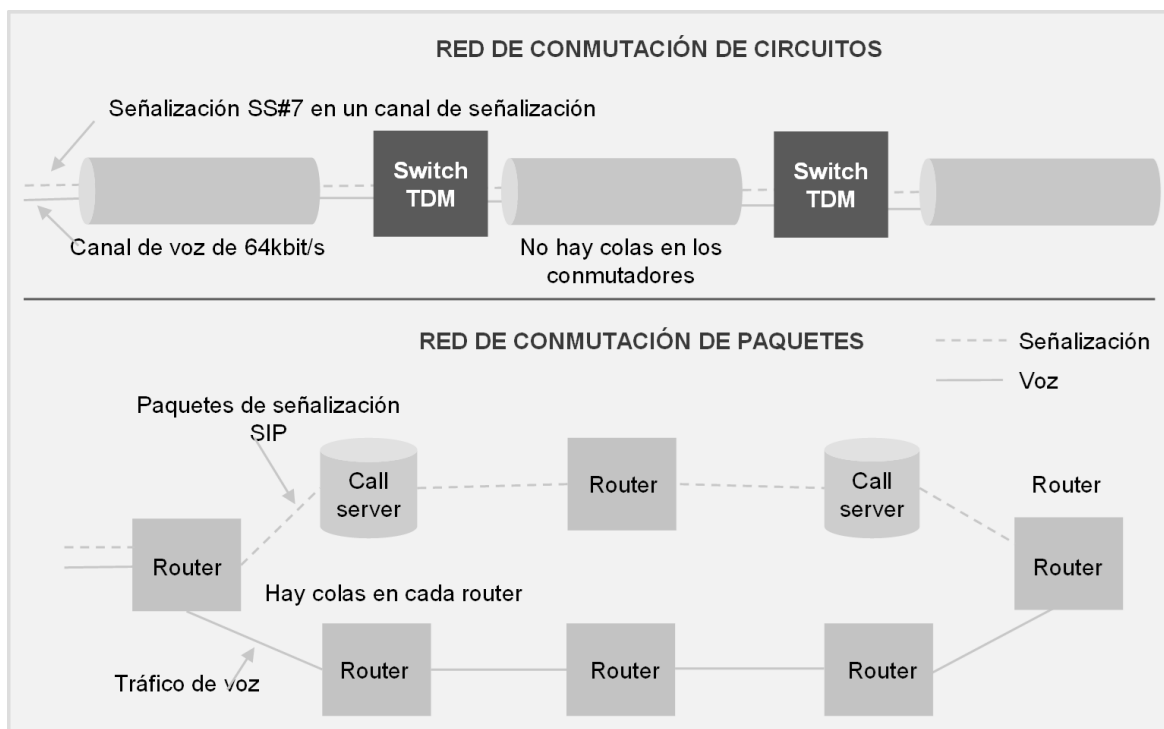 RED DE CONMUTACIÓN DE CIRCUITOS
Señalización SS#7 en un canal de señalización
Switch
TDM
Switch
TDM
Canal de voz de 64kbit/s
No hay colas en los
conmutadores
RED DE CONMUTACIÓN DE PAQUETES
Señalización
Voz
Paquetes de señalización
SIP
Call
server
Router
Call
server
Router
Router
Router
Hay colas en cada router
Tráfico de voz
Router
Router
Router